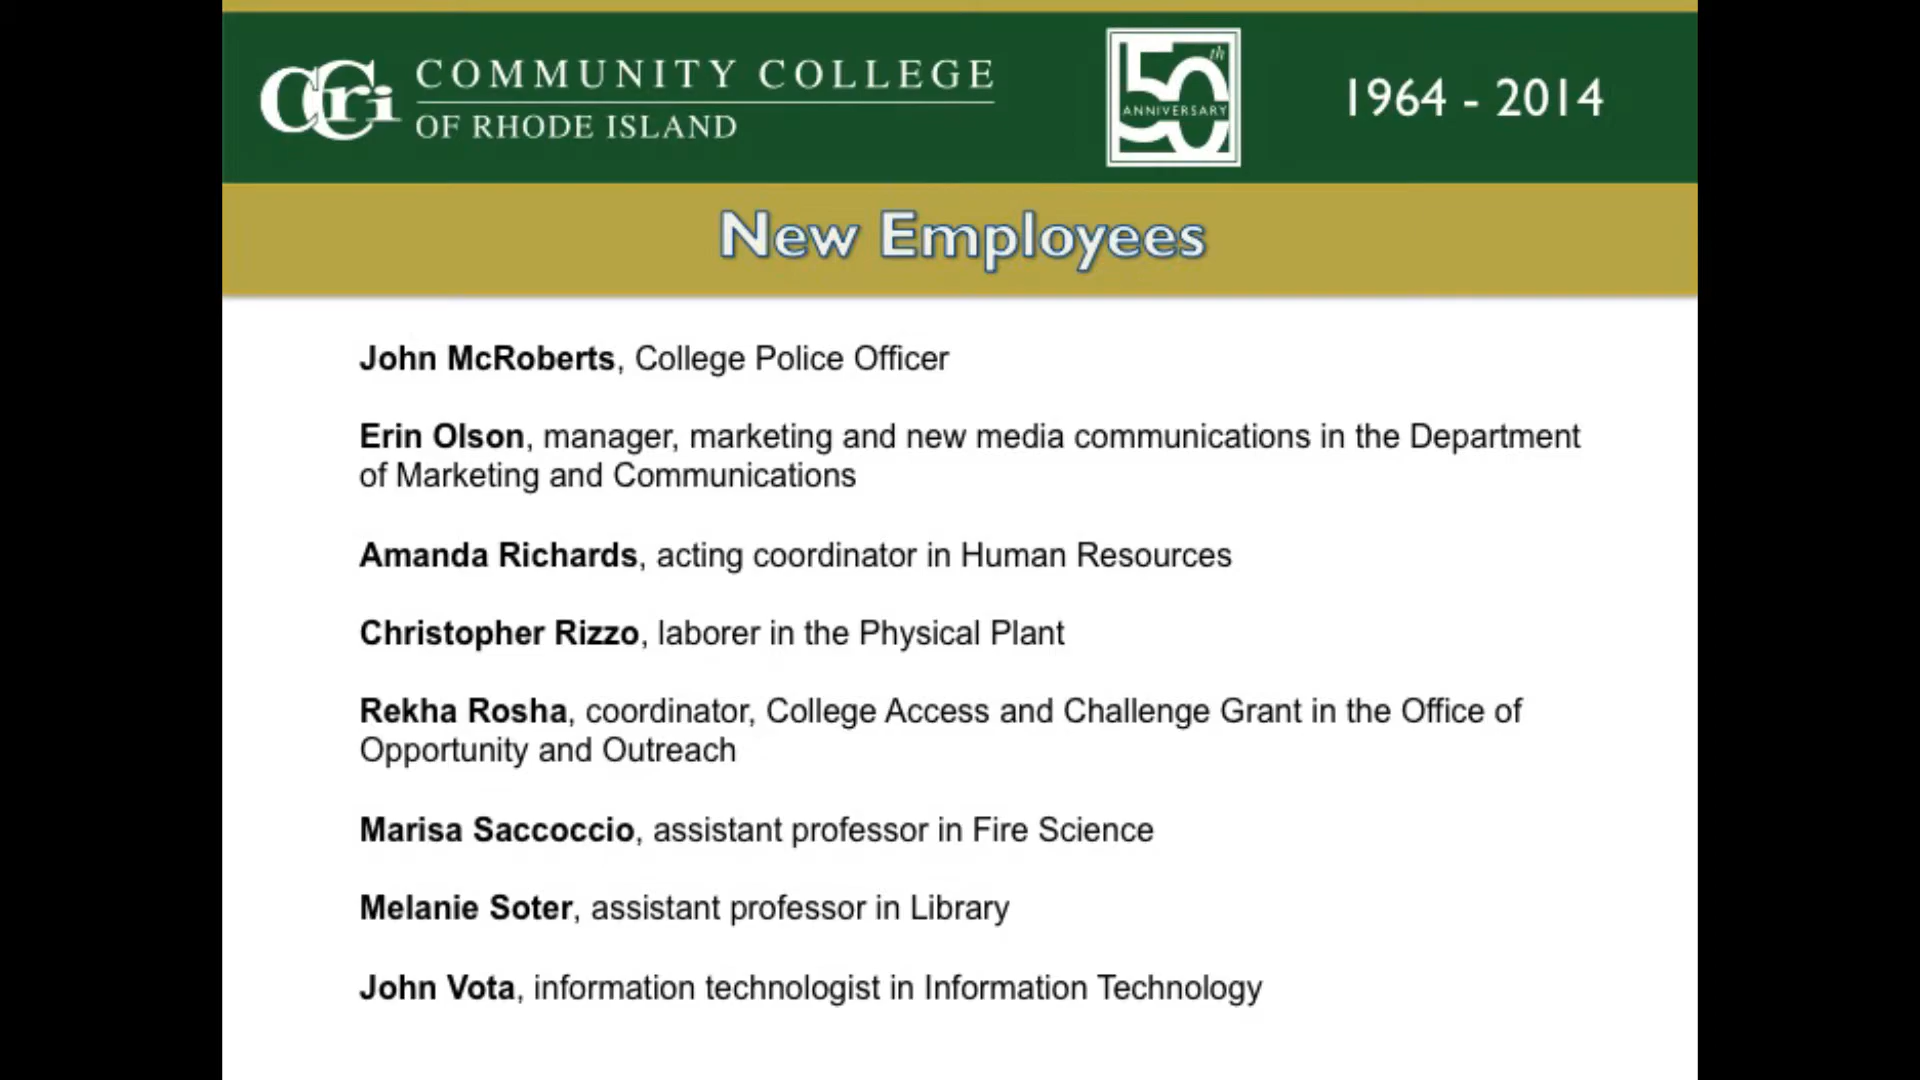 CCri COMMUNITY COLLEGE
OF RHODE ISLAND
50th
ANNIVERSARY
1964 - 2014
New Employees
John McRoberts, College Police Officer
Erin Olson, manager, marketing and new media communications in the Department
of Marketing and Communications
Amanda Richards, acting coordinator in Human Resources
Christopher Rizzo, laborer in the Physical Plant
Rekha Rosha, coordinator, College Access and Challenge Grant in the Office of
Opportunity and Outreach
Marisa Saccoccio, assistant professor in Fire Science
Melanie Soter, assistant professor in Library
John Vota, information technologist in Information Technology